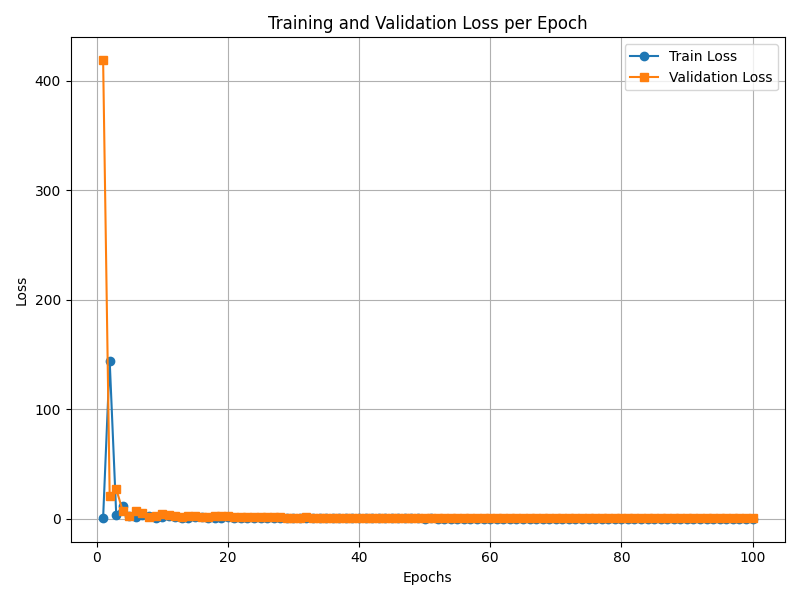 Training and Validation Loss per Epoch
Train Loss
Validation Loss
400
300
200
100
0
Loss
0 20 40 60 80 100
Epochs